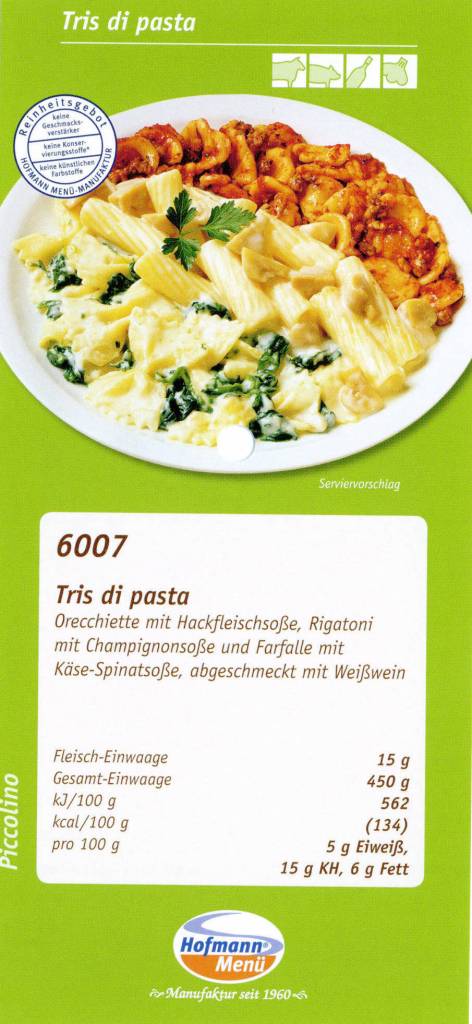 Tris di pasta
Reinheitsgebot
keine
Geschmacks-
verstärker
keine Konser-
vierungsstoffe*
keine künstlichen
Farbstoffe
HOFMANN MENÜ-MANUFAKTUR
Serviervorschlag
6007
Tris di pasta
Orecchiette mit Hackfleischsoße, Rigatoni
mit Champignonsoße und Farfalle mit
Käse-Spinatsoße, abgeschmeckt mit Weißwein
Fleisch-Einwaage 15 g
Gesamt-Einwaage 450 g
kJ/100 g 562
kcal/100 g (134)
pro 100 g 5 g Eiweiß,
15 g KH, 6 g Fett
Piccolino
Hofmann®
Menü
Manufaktur seit 1960